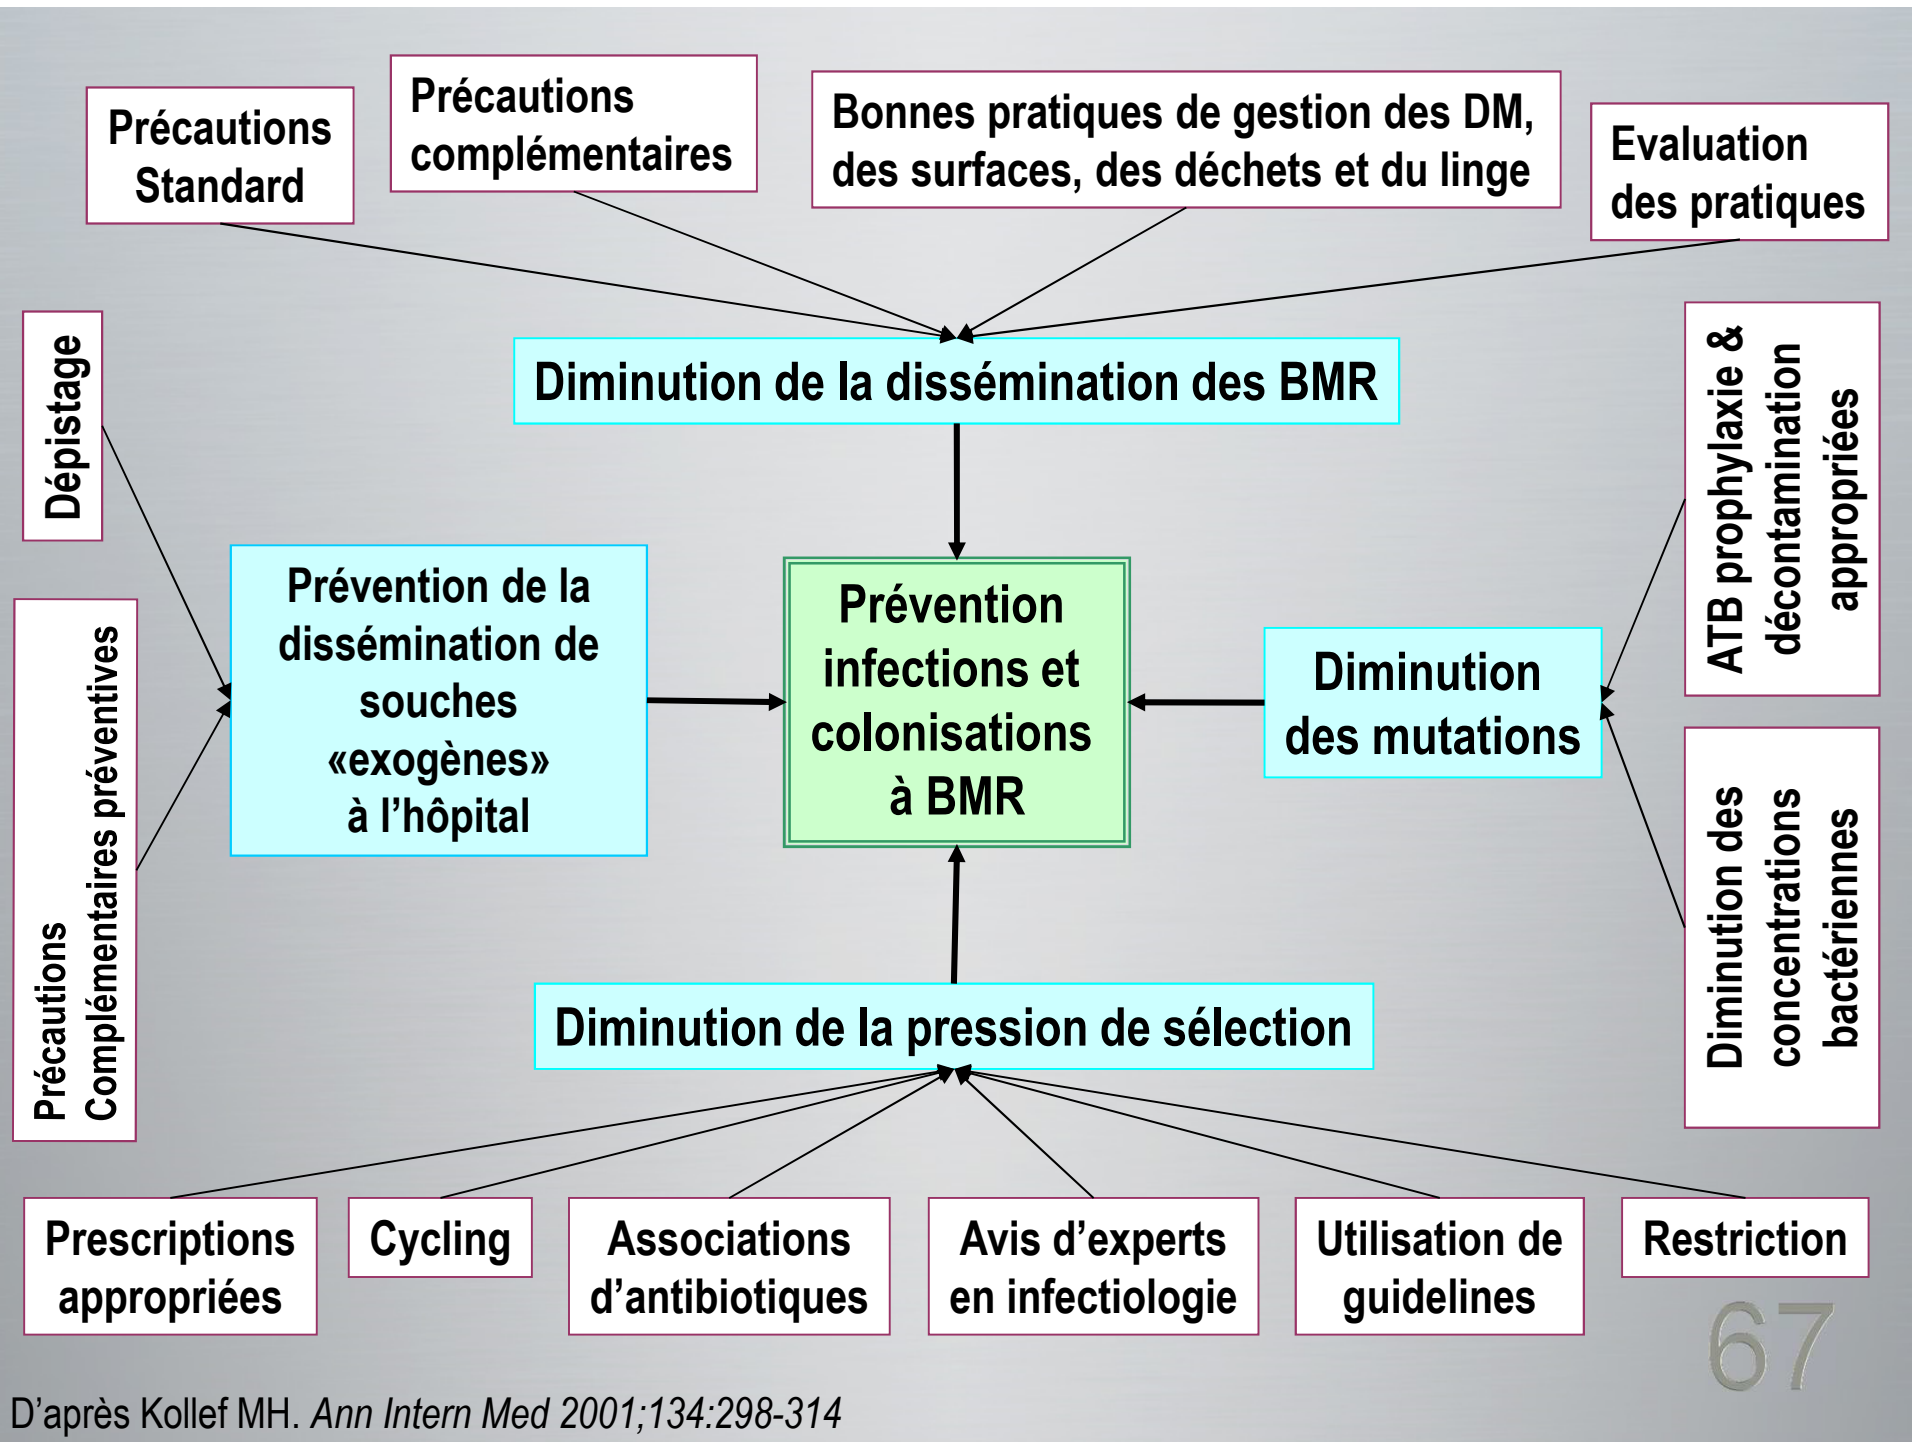 Précautions
Standard
Précautions
complémentaires
Bonnes pratiques de gestion des DM,
des surfaces, des déchets et du linge
Evaluation
des pratiques
Diminution de la dissémination des BMR
Dépistage
Précautions
Complémentaires préventives
Prévention de la
dissémination de
souches
«exogènes»
à l’hôpital
Prévention
infections et
colonisations
à BMR
Diminution
des mutations
ATB prophylaxie &
décontamination
appropriées
Diminution des
concentrations
bactériennes
Diminution de la pression de sélection
Prescriptions
appropriées
Cycling
Associations
d’antibiotiques
Avis d’experts
en infectiologie
Utilisation de
guidelines
Restriction
67
D’après Kollef MH. Ann Intern Med 2001;134:298-314